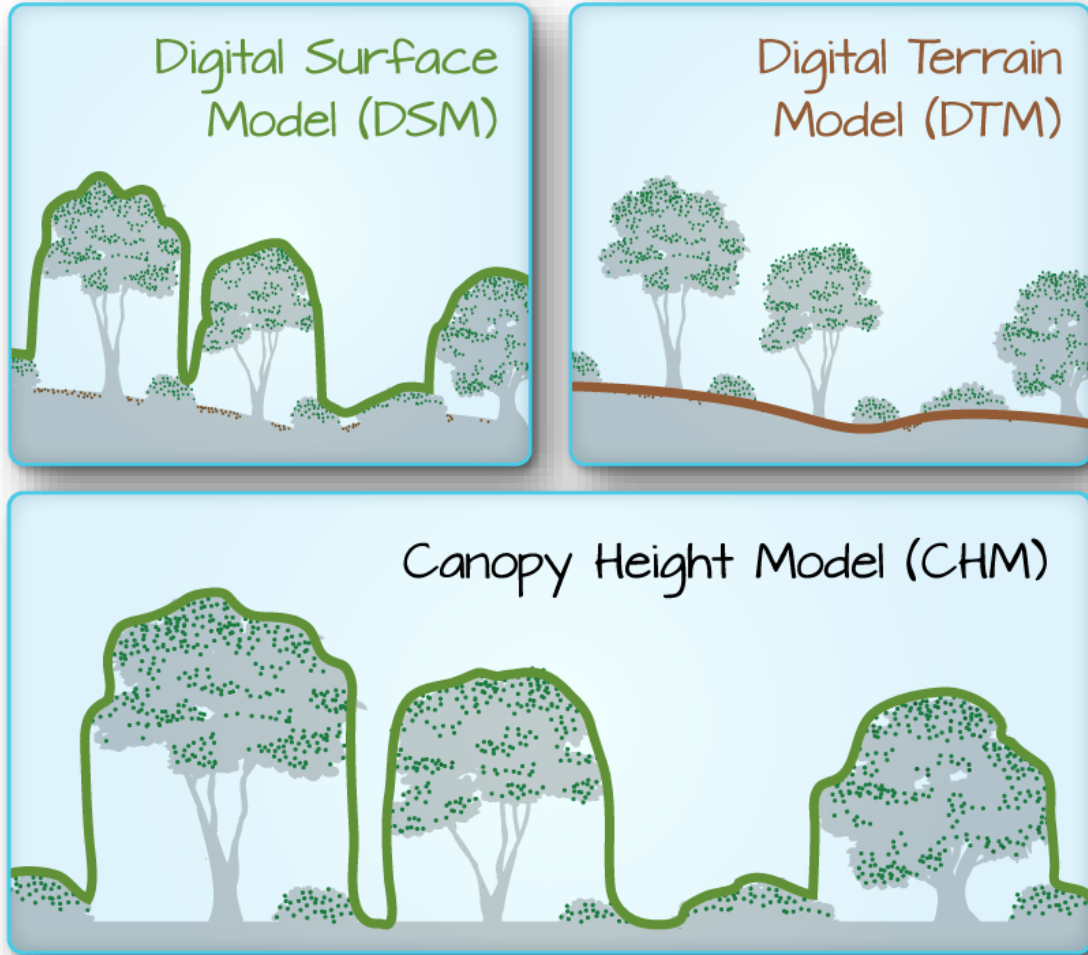 Digital Surface
Model (DSM)
Digital Terrain
Model (DTM)
Canopy Height Model (CHM)